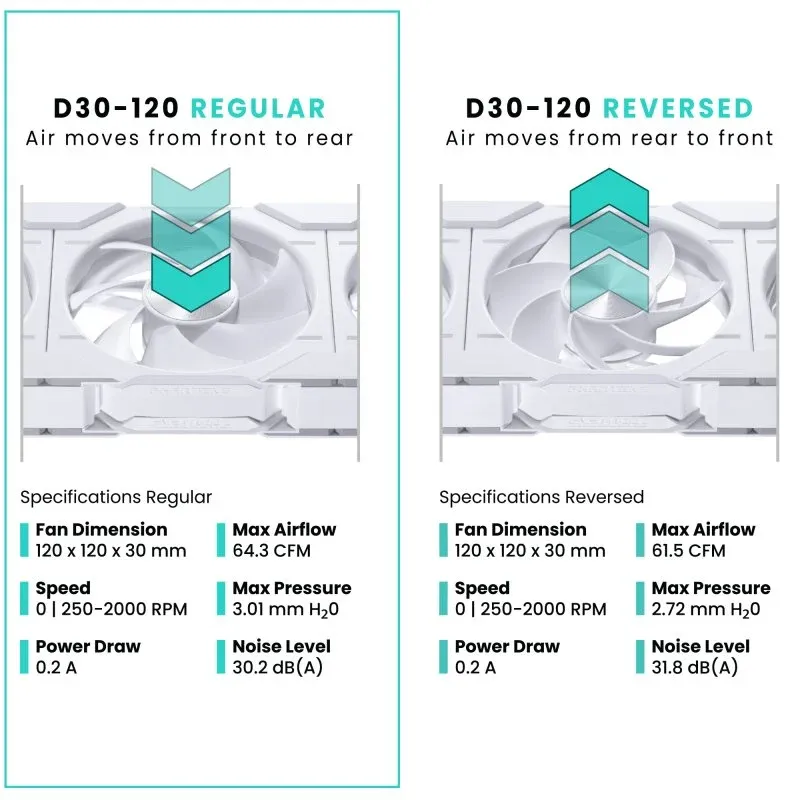 D30-120 REGULAR
Air moves from front to rear
Specifications Regular
Fan Dimension
120 x 120 x 30 mm
Max Airflow
64.3 CFM
Speed
0 | 250-2000 RPM
Max Pressure
3.01 mm H₂0
Power Draw
0.2 A
Noise Level
30.2 dB(A)
D30-120 REVERSED
Air moves from rear to front
PHANTEKS
Specifications Reversed
Fan Dimension
120 x 120 x 30 mm
Max Airflow
61.5 CFM
Speed
0 | 250-2000 RPM
Max Pressure
2.72 mm H₂0
Power Draw
0.2 A
Noise Level
31.8 dB(A)